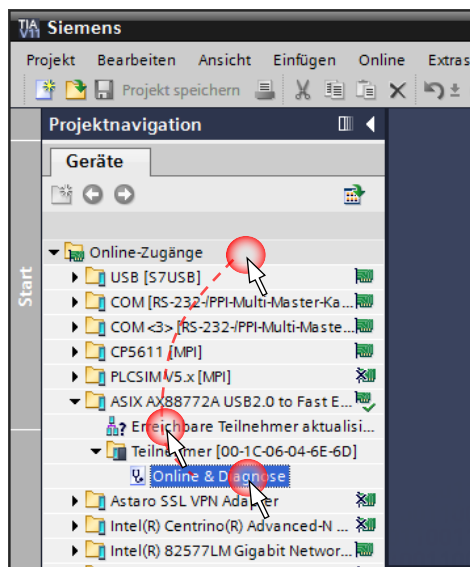 TIA V11 Siemens
Projekt Bearbeiten Ansicht Einfügen Online Extras
Projekt speichern
Projektnavigation
Geräte
Start
Online-Zugänge
USB [S7USB]
COM [RS-232-/PPI-Multi-Master-Ka...
COM <3> [RS-232-/PPI-Multi-Maste...
CP5611 [MPI]
PLCSIM V5.x [MPI]
ASIX AX88772A USB2.0 to Fast E...
Erreichbare Teilnehmer aktualisi...
Teilnehmer [00-1C-06-04-6E-6D]
Online & Diagnose
Astaro SSL VPN Adapter
Intel(R) Centrino(R) Advanced-N ...
Intel(R) 82577LM Gigabit Networ...